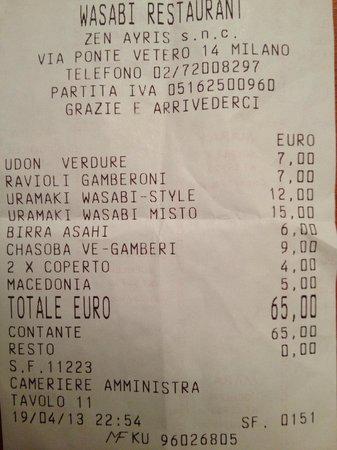 WASABI RESTAURANT
ZEN AYRIS s.n.c.
VIA PONTE VETERO 14 MILANO
TELEFONO 02/72008297
PARTITA IVA 05162500960
GRAZIE E ARRIVEDERCI
EURO
UDON VERDURE 7,00
RAVIOLI GAMBERONI 7,00
URAMAKI WASABI-STYLE 12,00
URAMAKI WASABI MISTO 15,00
BIRRA ASAHI 6,00
CHASOBA VE-GAMBERI 9,00
2 X COPERTO 4,00
MACEDONIA 5,00
TOTALE EURO 65,00
CONTANTE 65,00
RESTO 0,00
S.F.11223
CAMERIERE AMMINISTRA
TAVOLO 11
19/04/13 22:54 SF. 0151
MF KU 96026805